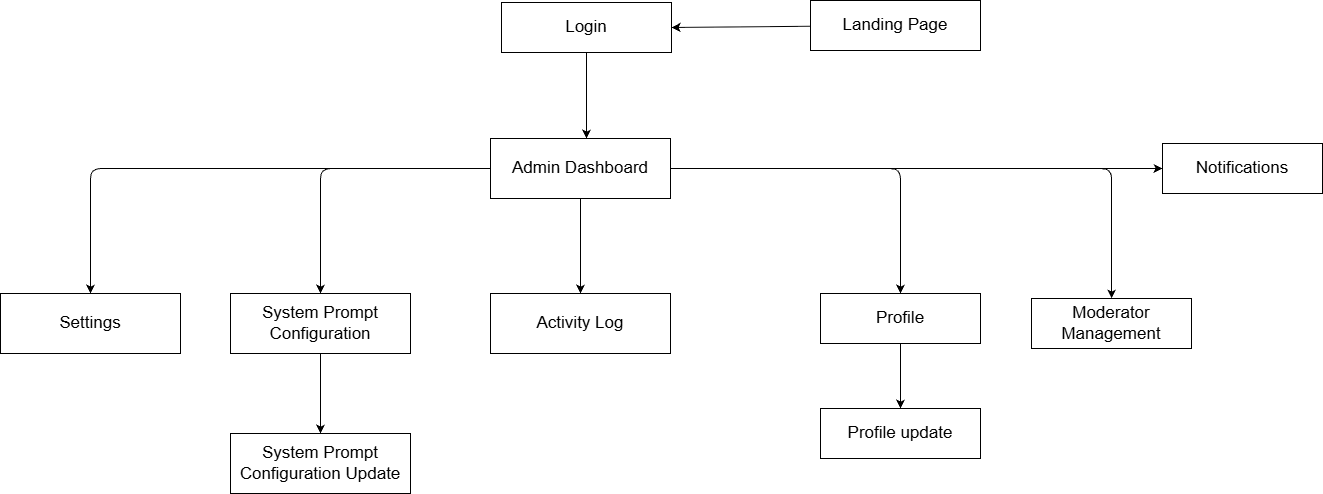 Login
Landing Page
Admin Dashboard
Notifications
Settings
System Prompt
Configuration
Activity Log
Profile
Moderator
Management
Profile update
System Prompt
Configuration Update